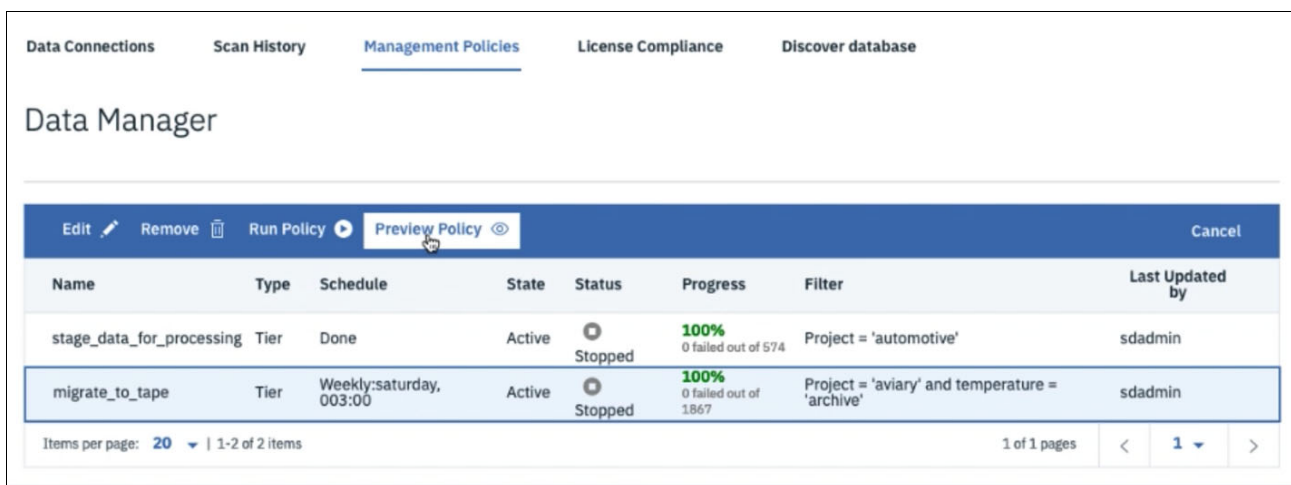 Data Connections Scan History Management Policies License Compliance Discover database
Data Manager
Edit Remove Run Policy Preview Policy Cancel
Name Type Schedule State Status Progress Filter Last Updated by
stage_data_for_processing Tier Done Active Stopped 100% 0 failed out of 574 Project = 'automotive' sdadmin
migrate_to_tape Tier Weekly:saturday, 003:00 Active Stopped 100% 0 failed out of 1867 Project = 'aviary' and temperature = 'archive' sdadmin
Items per page: 20 | 1-2 of 2 items 1 of 1 pages < 1 >